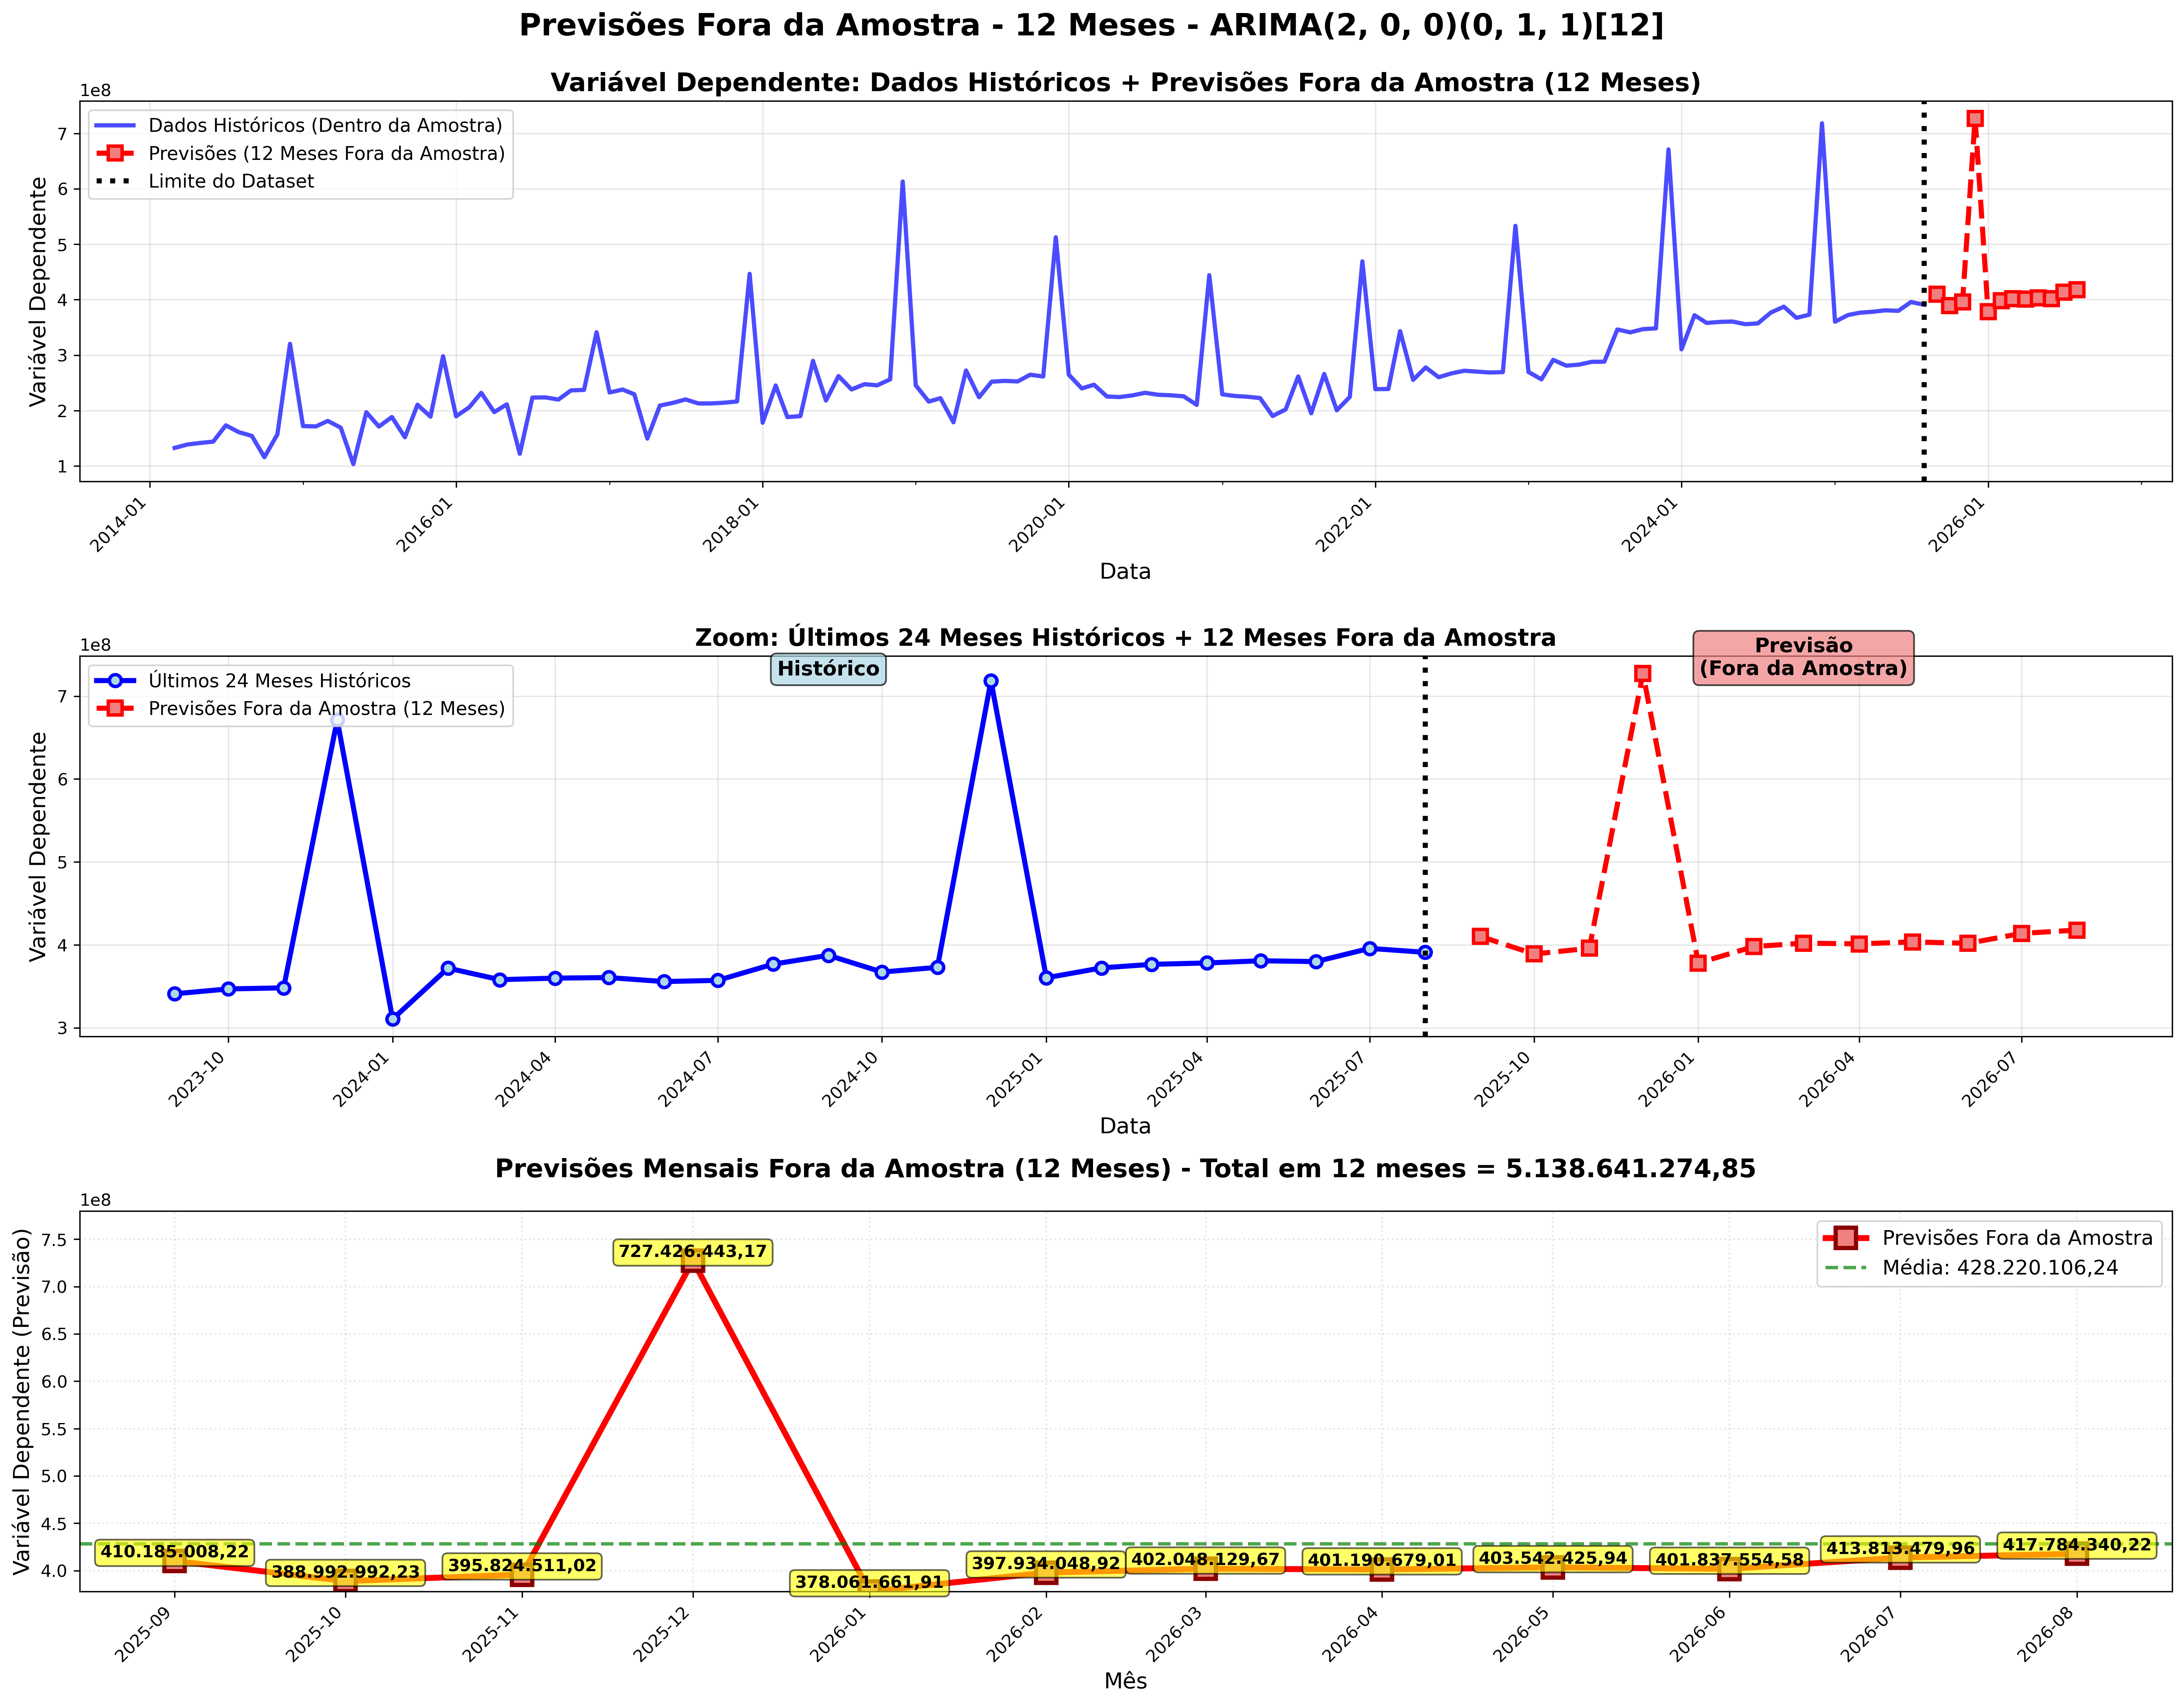 Previsões Fora da Amostra - 12 Meses - ARIMA(2, 0, 0)(0, 1, 1)[12]
Variável Dependente: Dados Históricos + Previsões Fora da Amostra (12 Meses)
1e8
Dados Históricos (Dentro da Amostra)
Previsões (12 Meses Fora da Amostra)
Limite do Dataset
Variável Dependente
7
6
5
4
3
2
1
2014-01
2016-01
2018-01
2020-01
2022-01
2024-01
2026-01
Data
Zoom: Últimos 24 Meses Históricos + 12 Meses Fora da Amostra
1e8
Últimos 24 Meses Históricos
Previsões Fora da Amostra (12 Meses)
Histórico
Previsão
(Fora da Amostra)
Variável Dependente
7
6
5
4
3
2023-10
2024-01
2024-04
2024-07
2024-10
2025-01
2025-04
2025-07
2025-10
2026-01
2026-04
2026-07
Data
Previsões Mensais Fora da Amostra (12 Meses) - Total em 12 meses = 5.138.641.274,85
1e8
Previsões Fora da Amostra
Média: 428.220.106,24
Variável Dependente (Previsão)
7.5
7.0
6.5
6.0
5.5
5.0
4.5
4.0
410.185.008,22
388.992.992,23
395.824.511,02
727.426.443,17
378.061.661,91
397.934.048,92
402.048.129,67
401.190.679,01
403.542.425,94
401.837.554,58
413.813.479,96
417.784.340,22
2025-09
2025-10
2025-11
2025-12
2026-01
2026-02
2026-03
2026-04
2026-05
2026-06
2026-07
2026-08
Mês